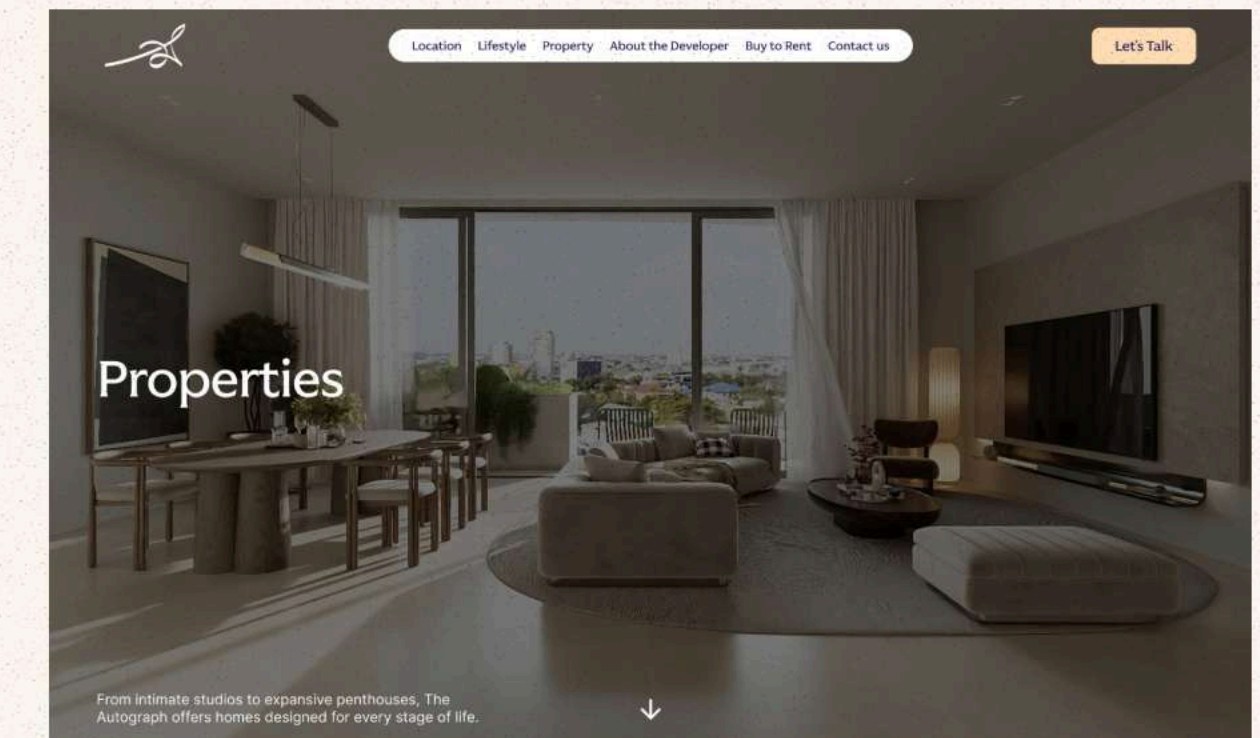 Location
Lifestyle
Property
About the Developer
Buy to Rent
Contact us
Let's Talk
Properties
From intimate studios to expansive penthouses, The
Autograph offers homes designed for every stage of life.